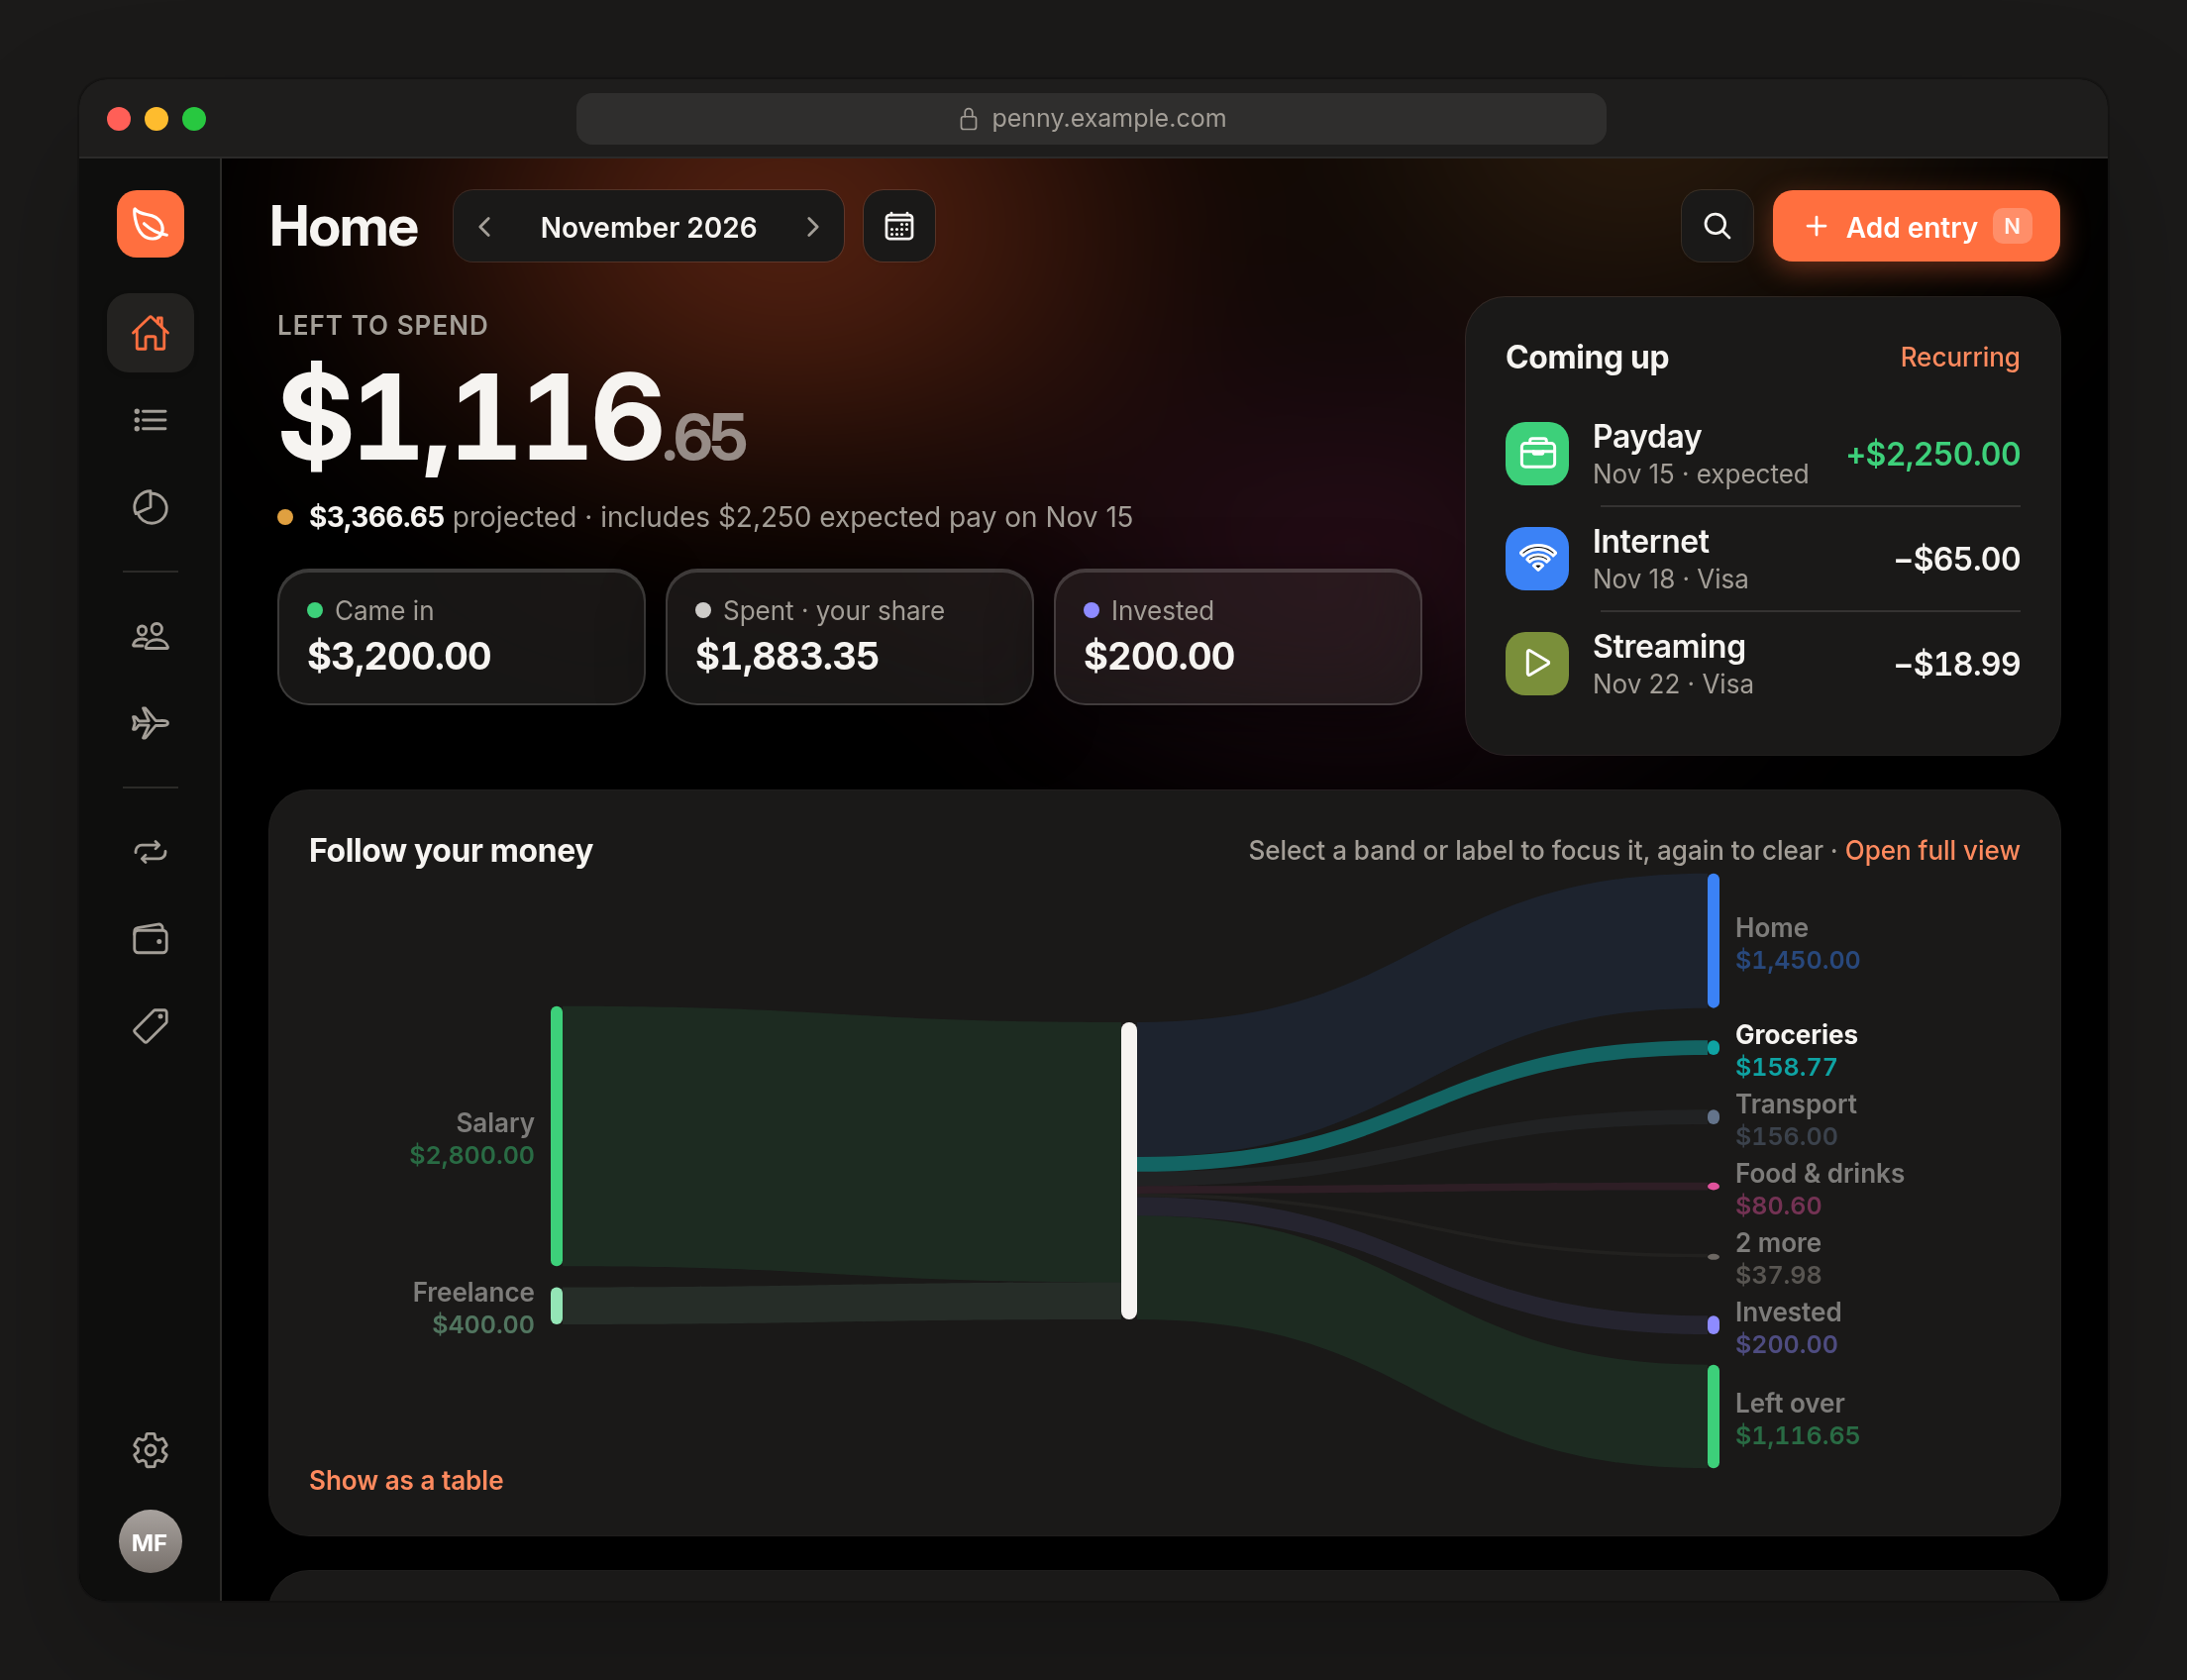 penny.example.com
Home
November 2026
Add entry N
LEFT TO SPEND
$1,116.65
$3,366.65 projected · includes $2,250 expected pay on Nov 15
Came in
$3,200.00
Spent · your share
$1,883.35
Invested
$200.00
Coming up
Recurring
Payday
Nov 15 · expected
+$2,250.00
Internet
Nov 18 · Visa
−$65.00
Streaming
Nov 22 · Visa
−$18.99
Follow your money
Select a band or label to focus it, again to clear · Open full view
Salary
$2,800.00
Freelance
$400.00
Home
$1,450.00
Groceries
$158.77
Transport
$156.00
Food & drinks
$80.60
2 more
$37.98
Invested
$200.00
Left over
$1,116.65
Show as a table
MF